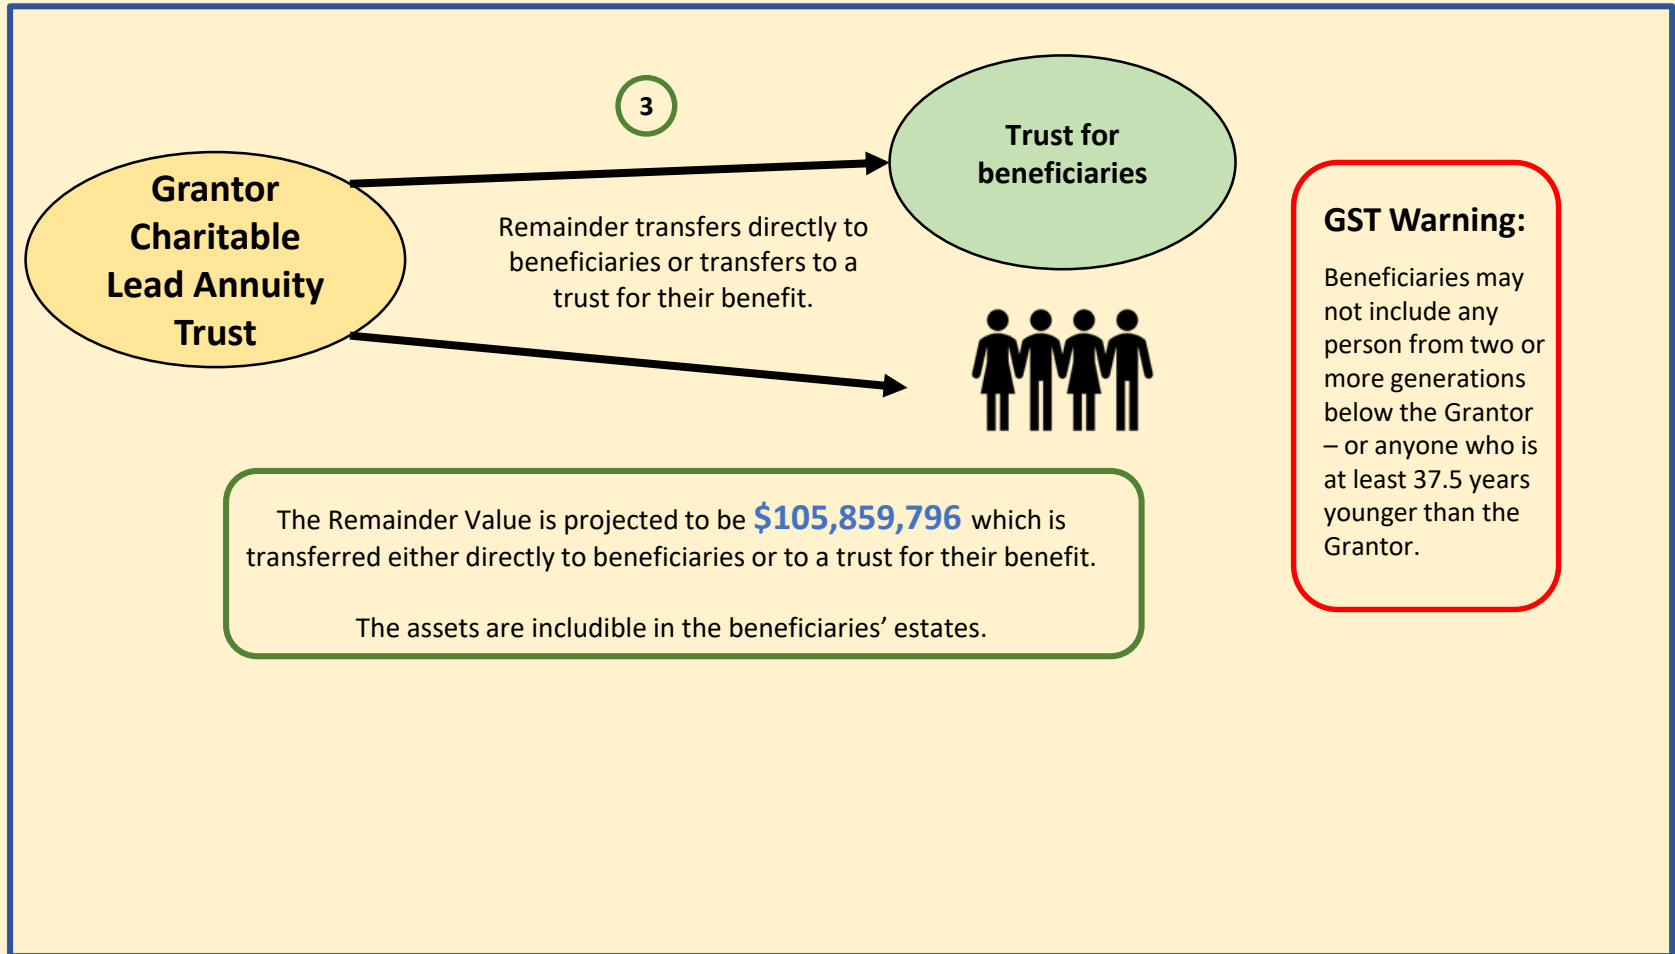 3
Trust for
beneficiaries
Grantor
Charitable
Lead Annuity
Trust
Remainder transfers directly to
beneficiaries or transfers to a
trust for their benefit.
GST Warning:
Beneficiaries may
not include any
person from two or
more generations
below the Grantor
– or anyone who is
at least 37.5 years
younger than the
Grantor.
The Remainder Value is projected to be $105,859,796 which is
transferred either directly to beneficiaries or to a trust for their benefit.
The assets are includible in the beneficiaries’ estates.